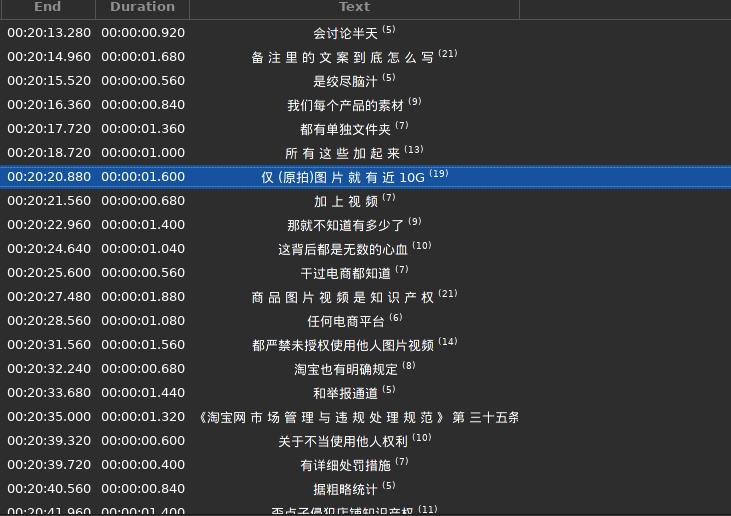 End Duration Text
00:20:13.280 00:00:00.920 会讨论半天 (5)
00:20:14.960 00:00:01.680 备 注 里 的 文 案 到 底 怎 么 写 (21)
00:20:15.520 00:00:00.560 是绞尽脑汁 (5)
00:20:16.360 00:00:00.840 我们每个产品的素材 (9)
00:20:17.720 00:00:01.360 都有单独文件夹 (7)
00:20:18.720 00:00:01.000 所 有 这 些 加 起 来 (13)
00:20:20.880 00:00:01.600 仅 (原拍)图 片 就 有 近 10G (19)
00:20:21.560 00:00:00.680 加 上 视 频 (7)
00:20:22.960 00:00:01.400 那就不知道有多少了 (9)
00:20:24.640 00:00:01.040 这背后都是无数的心血 (10)
00:20:25.600 00:00:00.560 干过电商都知道 (7)
00:20:27.480 00:00:01.880 商 品 图 片 视 频 是 知 识 产 权 (21)
00:20:28.560 00:00:01.080 任何电商平台 (6)
00:20:31.560 00:00:01.560 都严禁未授权使用他人图片视频 (14)
00:20:32.240 00:00:00.680 淘宝也有明确规定 (8)
00:20:33.680 00:00:01.440 和举报通道 (5)
00:20:35.000 00:00:01.320 《淘宝网 市 场 管 理 与 违 规 处 理 规 范 》 第 三十五条
00:20:39.320 00:00:00.600 关于不当使用他人权利 (10)
00:20:39.720 00:00:00.400 有详细处罚措施 (7)
00:20:40.560 00:00:00.840 据粗略统计 (5)
00:20:41.960 00:00:01.400 歪点子侵犯店铺知识产权 (11)